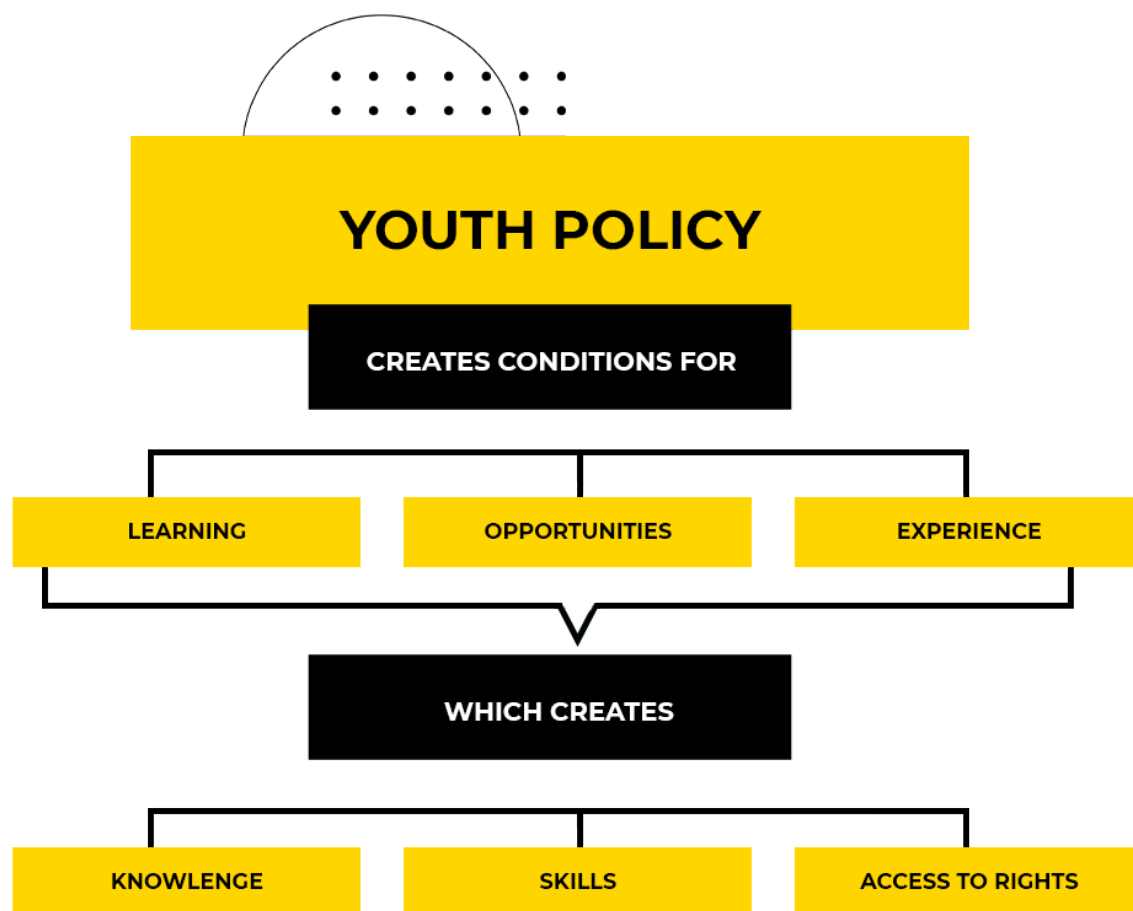 YOUTH POLICY
CREATES CONDITIONS FOR
LEARNING
OPPORTUNITIES
EXPERIENCE
WHICH CREATES
KNOWLENGE
SKILLS
ACCESS TO RIGHTS